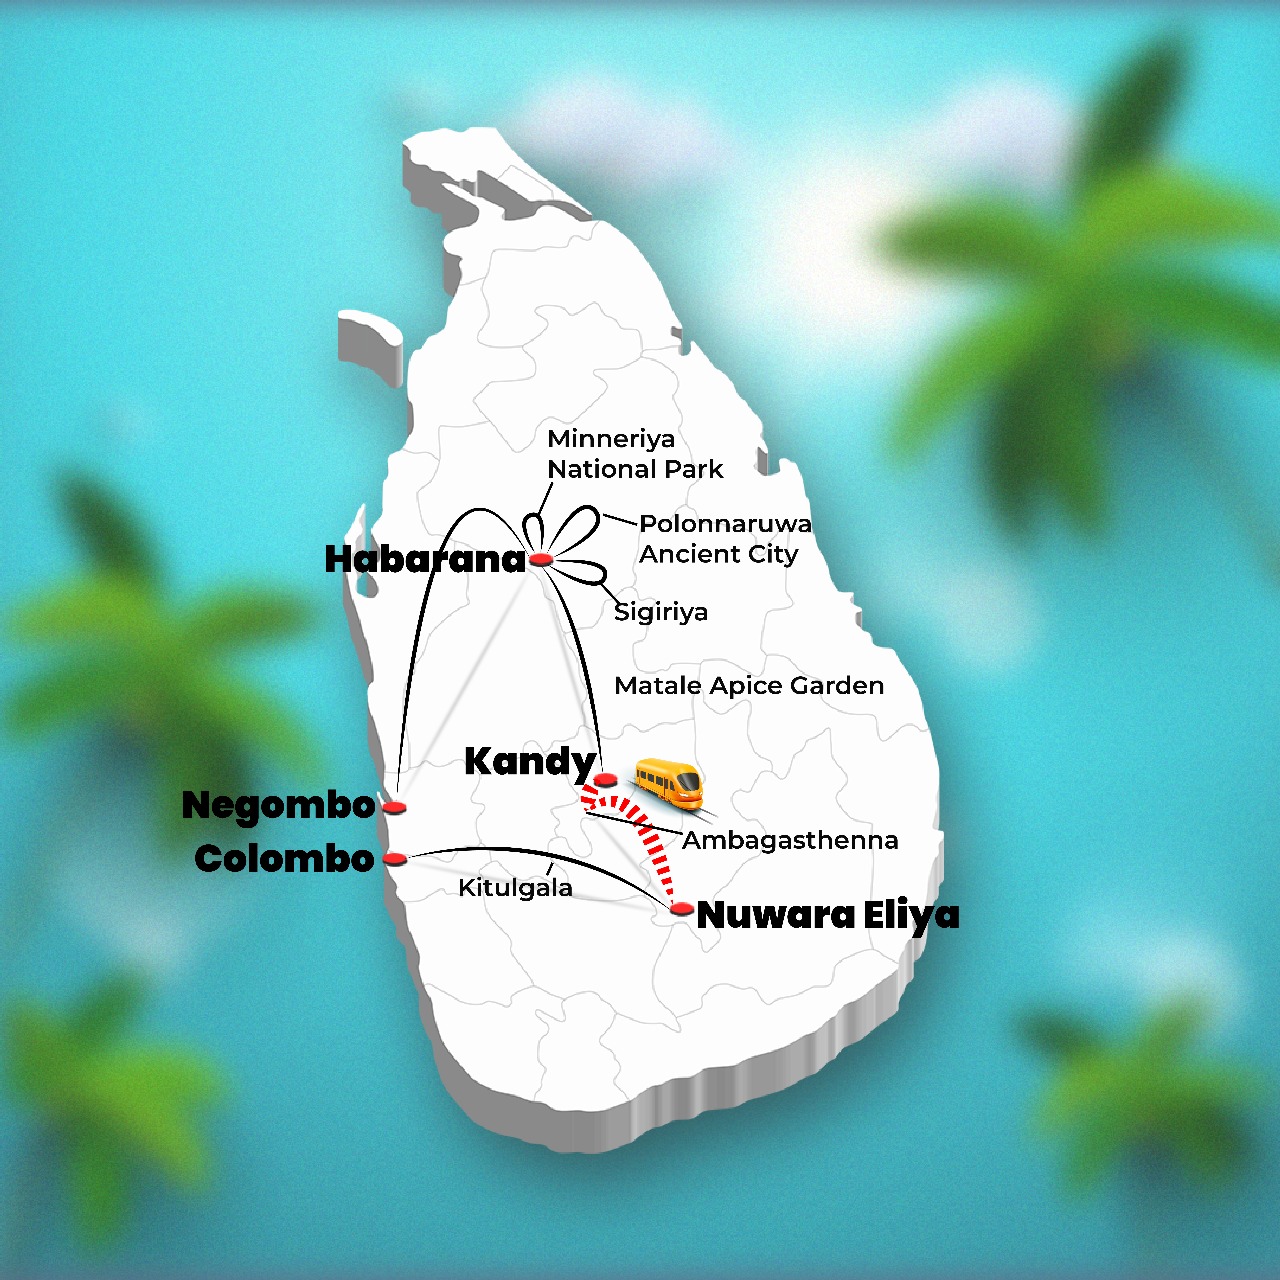 Minneriya
National Park
Polonnaruwa
Ancient City
Habarana
Sigiriya
Matale Apice Garden
Kandy
Negombo
Ambagasthenna
Colombo
Kitulgala
Nuwara Eliya